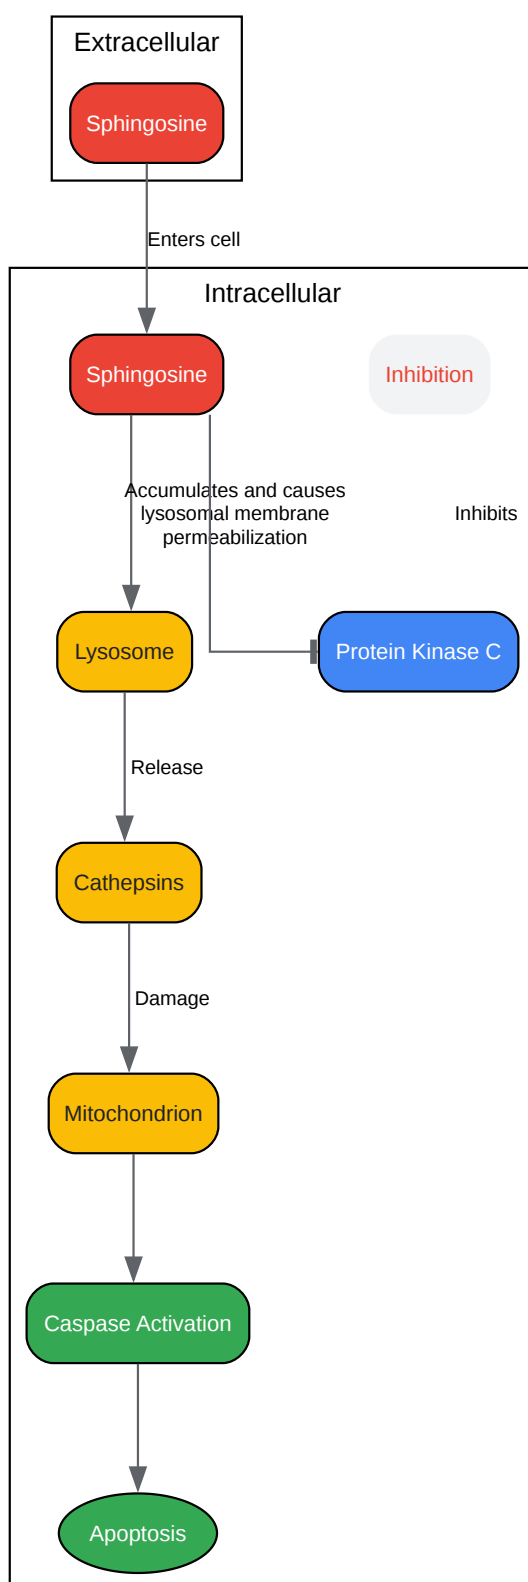 Extracellular
Sphingosine
Enters cell
Intracellular
Sphingosine
Inhibition
Accumulates and causes
lysosomal membrane
permeabilization
Inhibits
Lysosome
Protein Kinase C
Release
Cathepsins
Damage
Mitochondrion
Caspase Activation
Apoptosis